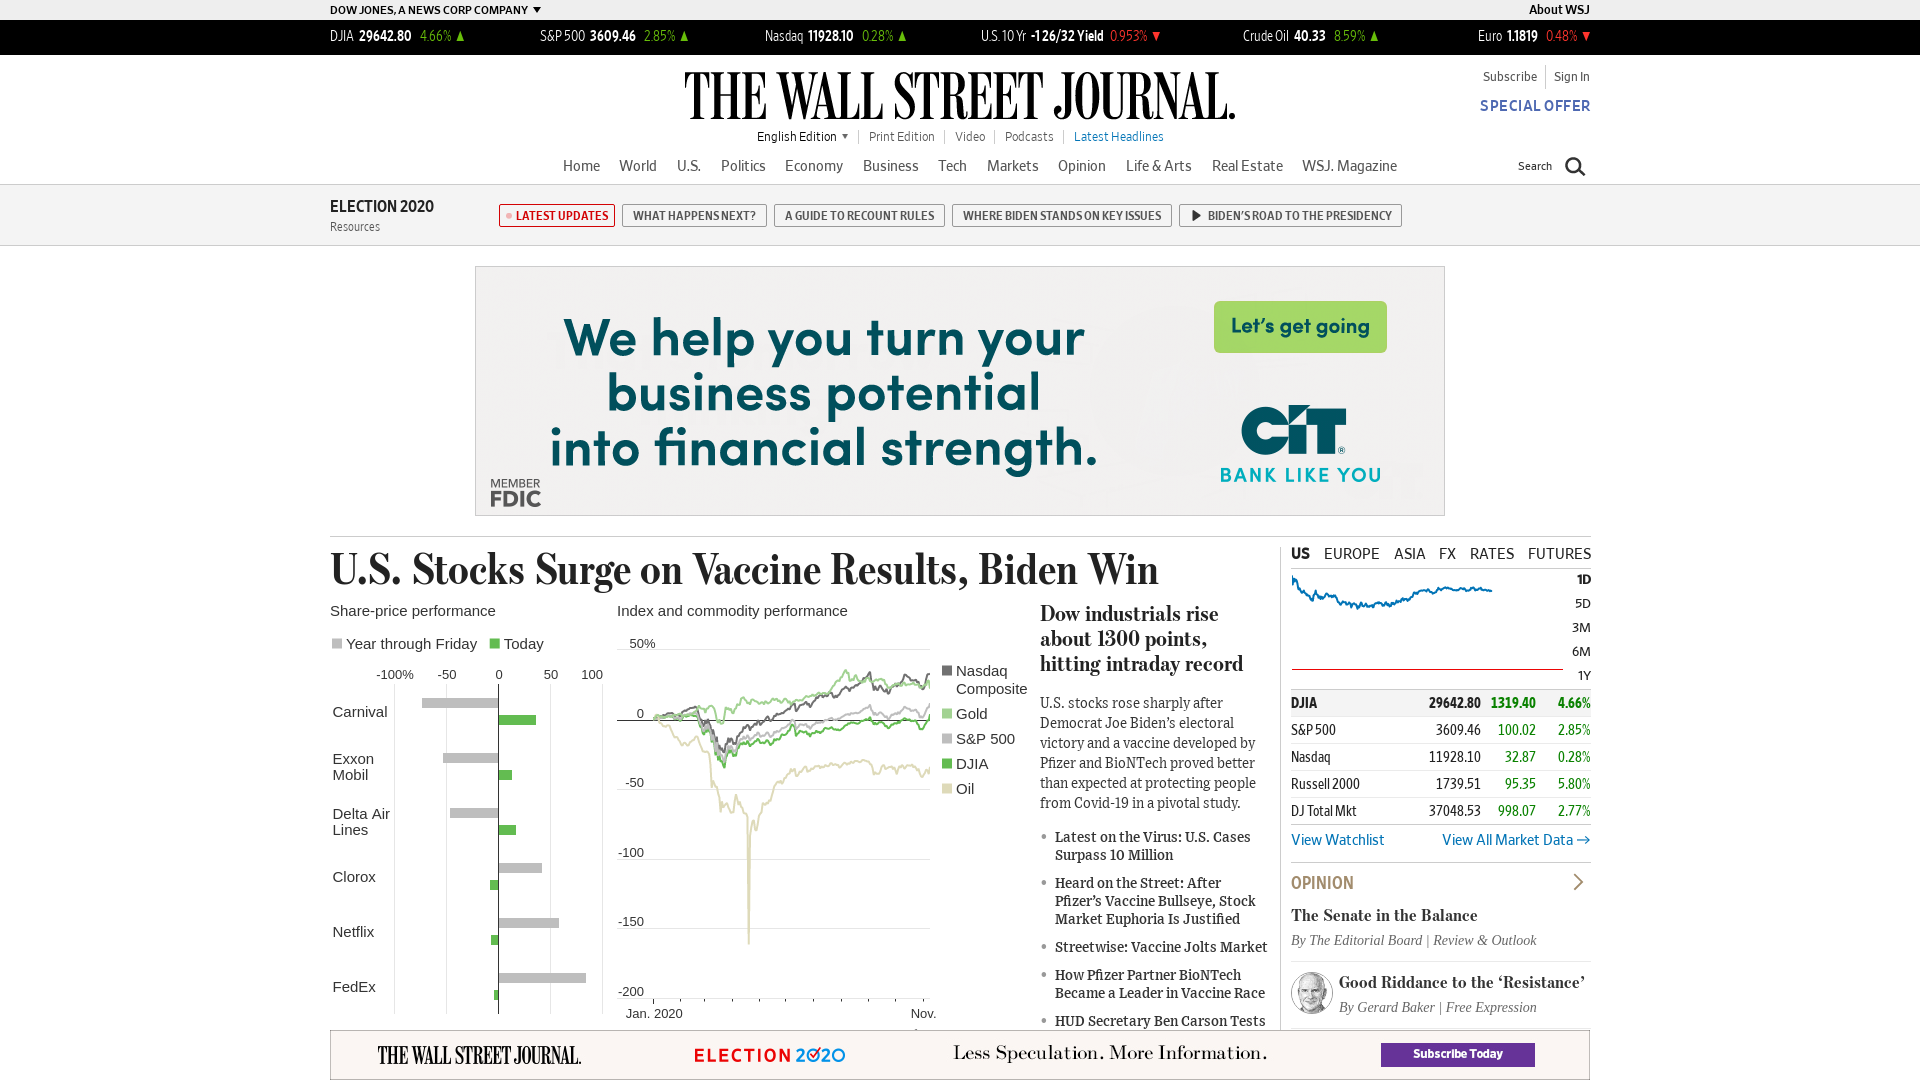 DOW JONES, A NEWS CORP COMPANY
About WSJ
DJIA 29642.80 4.66%
S&P 500 3609.46 2.85%
Nasdaq 11928.10 0.28%
U.S. 10 Yr -1 26/32 Yield 0.953%
Crude Oil 40.33 8.59%
Euro 1.1819 0.48%
THE WALL STREET JOURNAL.
Subscribe
Sign In
SPECIAL OFFER
English Edition
Print Edition
Video
Podcasts
Latest Headlines
Home
World
U.S.
Politics
Economy
Business
Tech
Markets
Opinion
Life & Arts
Real Estate
WSJ. Magazine
Search
ELECTION 2020
Resources
LATEST UPDATES
WHAT HAPPENS NEXT?
A GUIDE TO RECOUNT RULES
WHERE BIDEN STANDS ON KEY ISSUES
BIDEN'S ROAD TO THE PRESIDENCY
We help you turn your
business potential
into financial strength.
MEMBER
FDIC
Let's get going
CIT®
BANK LIKE YOU
U.S. Stocks Surge on Vaccine Results, Biden Win
Share-price performance
Year through Friday
Today
-100%
-50
0
50
100
Carnival
Exxon
Mobil
Delta Air
Lines
Clorox
Netflix
FedEx
Index and commodity performance
50%
0
-50
-100
-150
-200
Jan. 2020
Nov.
Nasdaq
Composite
Gold
S&P 500
DJIA
Oil
Dow industrials rise
about 1300 points,
hitting intraday record
U.S. stocks rose sharply after
Democrat Joe Biden's electoral
victory and a vaccine developed by
Pfizer and BioNTech proved better
than expected at protecting people
from Covid-19 in a pivotal study.
• Latest on the Virus: U.S. Cases
Surpass 10 Million
• Heard on the Street: After
Pfizer's Vaccine Bullseye, Stock
Market Euphoria Is Justified
• Streetwise: Vaccine Jolts Market
• How Pfizer Partner BioNTech
Became a Leader in Vaccine Race
• HUD Secretary Ben Carson Tests
US
EUROPE
ASIA
FX
RATES
FUTURES
1D
5D
3M
6M
1Y
DJIA 29642.80 1319.40 4.66%
S&P 500 3609.46 100.02 2.85%
Nasdaq 11928.10 32.87 0.28%
Russell 2000 1739.51 95.35 5.80%
DJ Total Mkt 37048.53 998.07 2.77%
View Watchlist
View All Market Data
OPINION
The Senate in the Balance
By The Editorial Board | Review & Outlook
Good Riddance to the ‘Resistance’
By Gerard Baker | Free Expression
THE WALL STREET JOURNAL.
ELECTION 2020
Less Speculation. More Information.
Subscribe Today